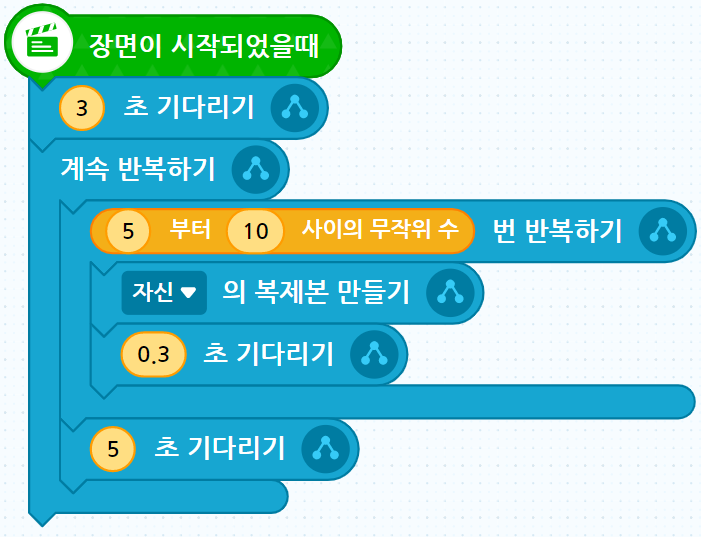 장면이 시작되었을때
3 초 기다리기
계속 반복하기
5 부터 10 사이의 무작위 수 번 반복하기
자신 의 복제본 만들기
0.3 초 기다리기
5 초 기다리기